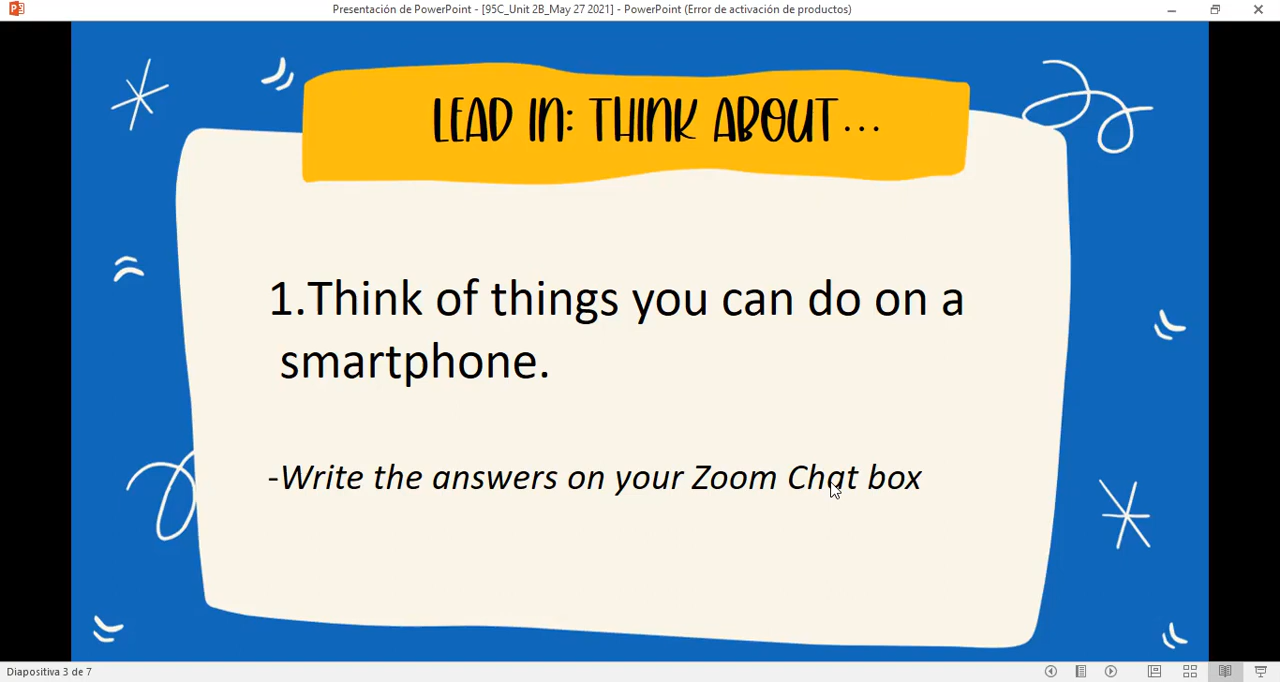 Presentación de PowerPoint - [95C_Unit 2B_May 27 2021] - PowerPoint (Error de activación de productos)
LEAD IN: THINK ABOUT...
1.Think of things you can do on a
smartphone.
-Write the answers on your Zoom Chat box
Diapositiva 3 de 7